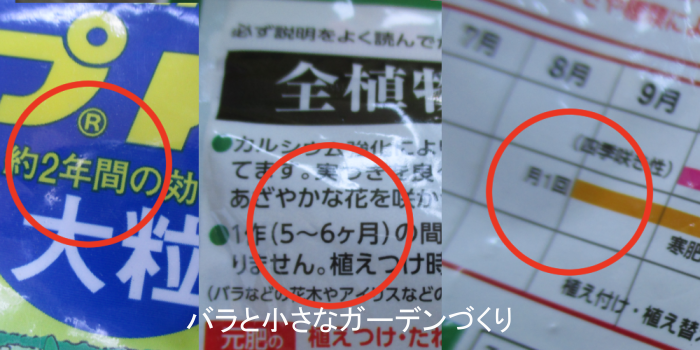 プ
®
約2年間の効
大粒
必ず説明をよく読んで
全植物
●カルシウム強化により
てます。実つきを良く
あざやかな花を咲か
●1作(5〜6ヶ月)の間
りません。植えつけ時
(バラなどの花木やアイリスなどの
元肥の
植えつけ・たね
7月
8月
9月
(四季咲き性)
月1回
寒肥
植え付け・植え替
バラと小さなガーデンづくり